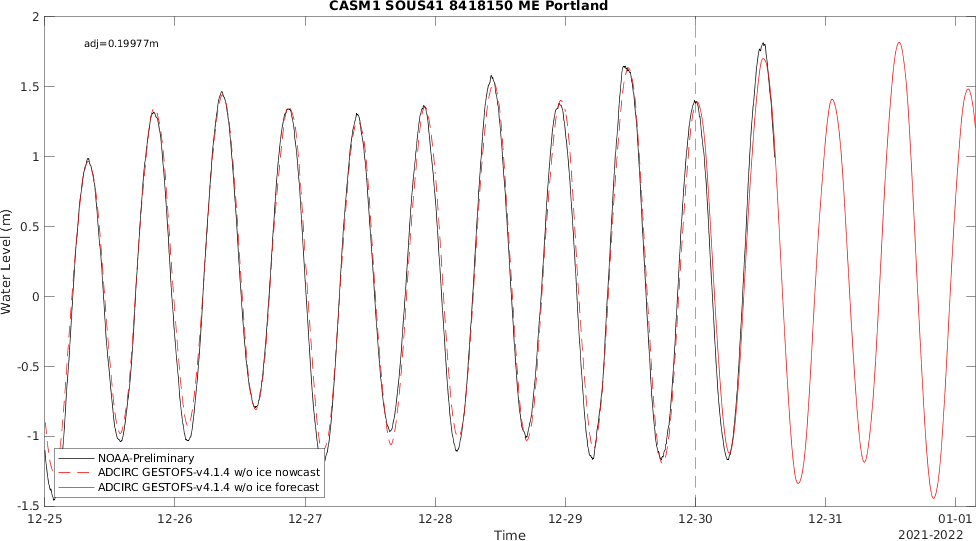 CASM1 SOUS41 8418150 ME Portland
adj=0.19977m
Water Level (m)
2
1.5
1
0.5
0
-0.5
-1
-1.5
NOAA-Preliminary
ADCIRC GESTOFS-v4.1.4 w/o ice nowcast
ADCIRC GESTOFS-v4.1.4 w/o ice forecast
12-25 12-26 12-27 12-28 12-29 12-30 12-31 01-01
Time
2021-2022